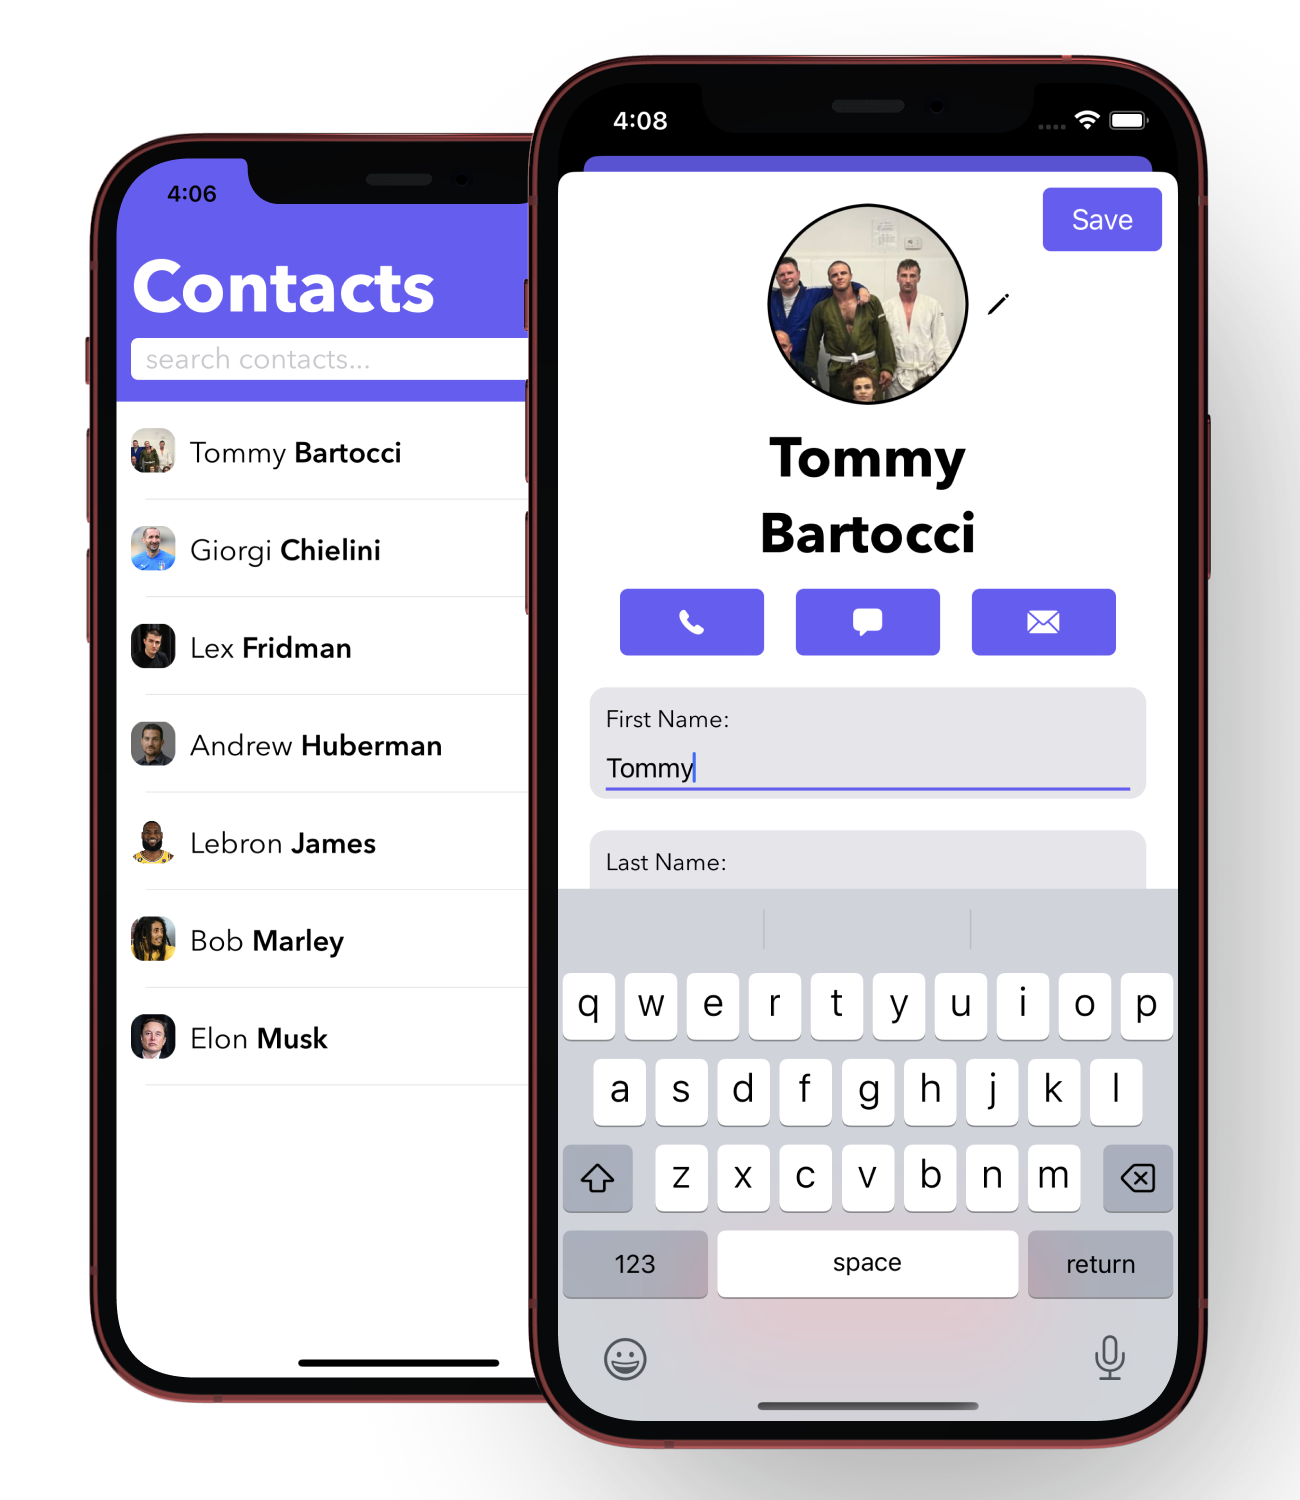 4:06
Contacts
search contacts...
Tommy Bartocci
Giorgi Chielini
Lex Fridman
Andrew Huberman
Lebron James
Bob Marley
Elon Musk
4:08
Save
Tommy
Bartocci
First Name:
Tommy
Last Name:
q w e r t y u i o p
a s d f g h j k l
z x c v b n m
123 space return